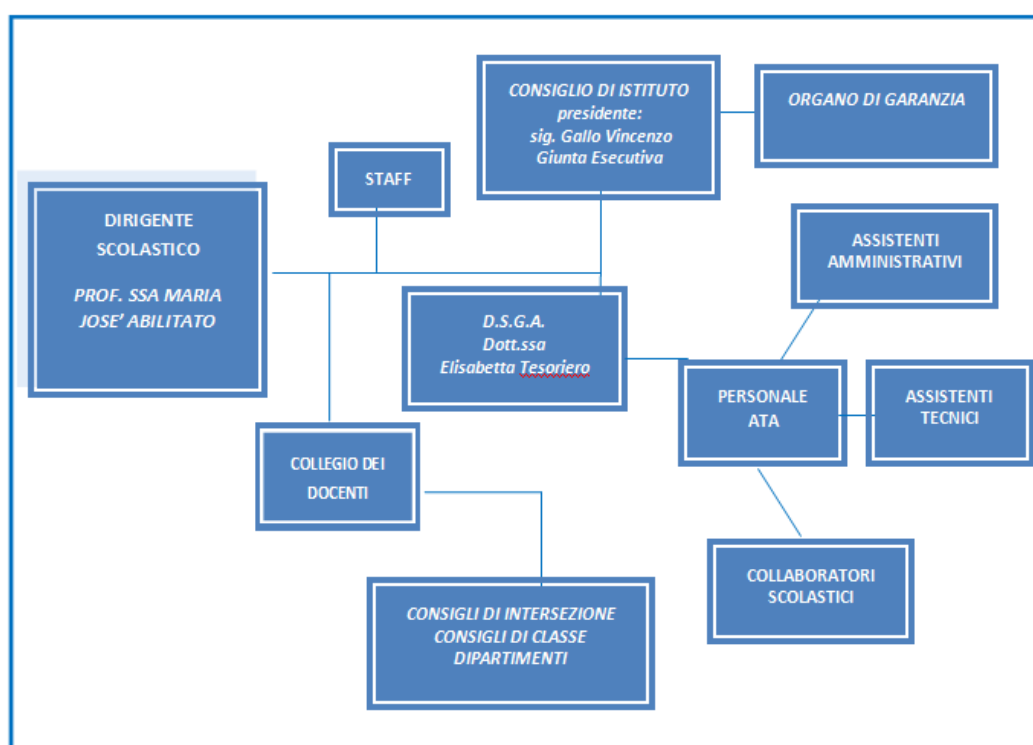 CONSIGLIO DI ISTITUTO
presidente:
sig. Gallo Vincenzo
Giunta Esecutiva
ORGANO DI GARANZIA
STAFF
DIRIGENTE
SCOLASTICO
PROF. SSA MARIA
JOSE’ ABILITATO
ASSISTENTI
AMMINISTRATIVI
D.S.G.A.
Dott.ssa
Elisabetta Tesoriero
PERSONALE
ATA
ASSISTENTI
TECNICI
COLLEGIO DEI
DOCENTI
COLLABORATORI
SCOLASTICI
CONSIGLI DI INTERSEZIONE
CONSIGLI DI CLASSE
DIPARTIMENTI